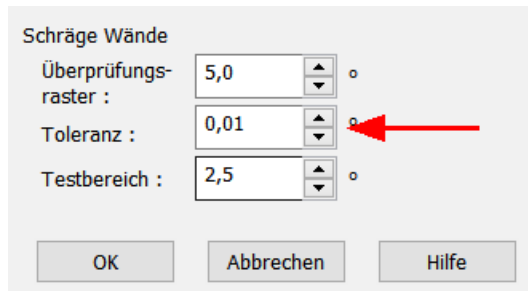 Schräge Wände
Überprüfungs-
raster :
5,0 °
Toleranz :
0,01 °
Testbereich :
2,5 °
OK Abbrechen Hilfe